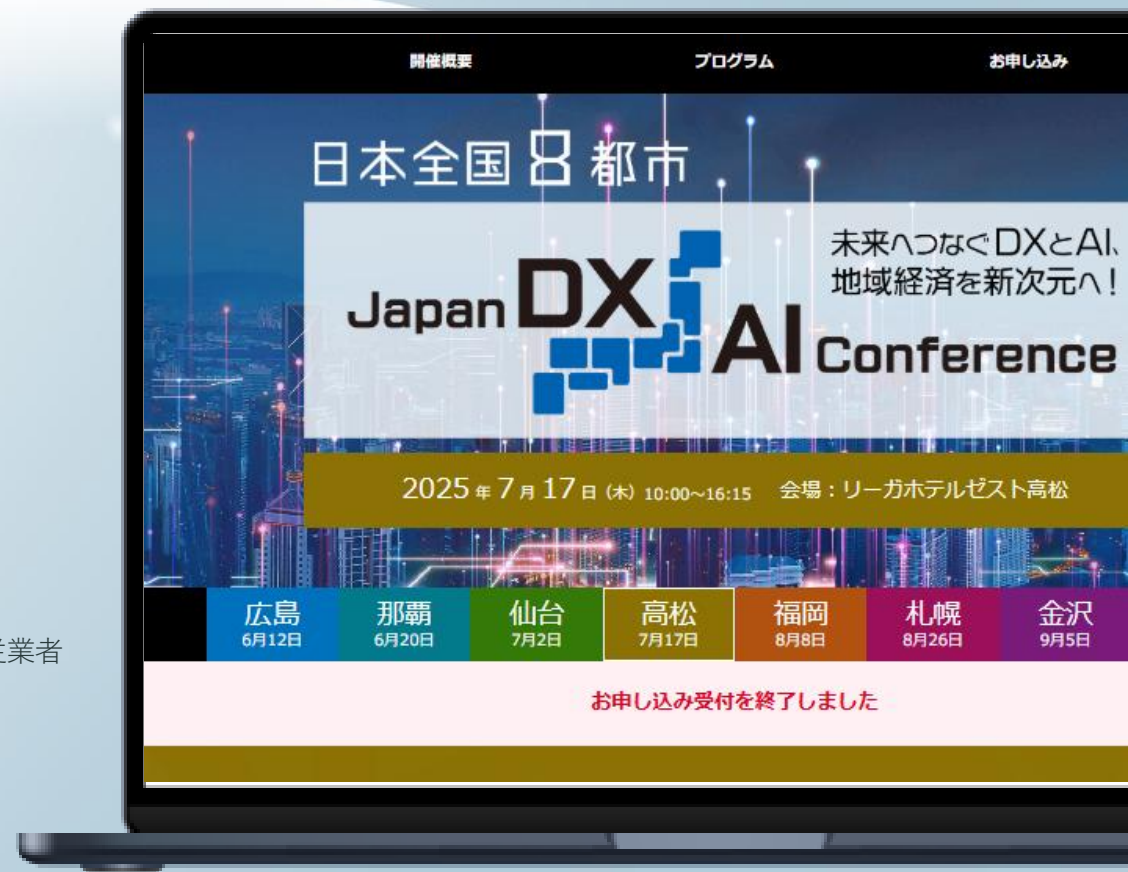 開催概要 プログラム お申し込み
日本全国8都市
未来へつなぐDXとAI、
地域経済を新次元へ！
Japan DX AI Conference
2025年7月17日（木）10:00～16:15 会場：リーガホテルゼスト高松
広島 那覇 仙台 高松 福岡 札幌 金沢
6月12日 6月20日 7月2日 7月17日 8月8日 8月26日 9月5日
業者
お申し込み受付を終了しました